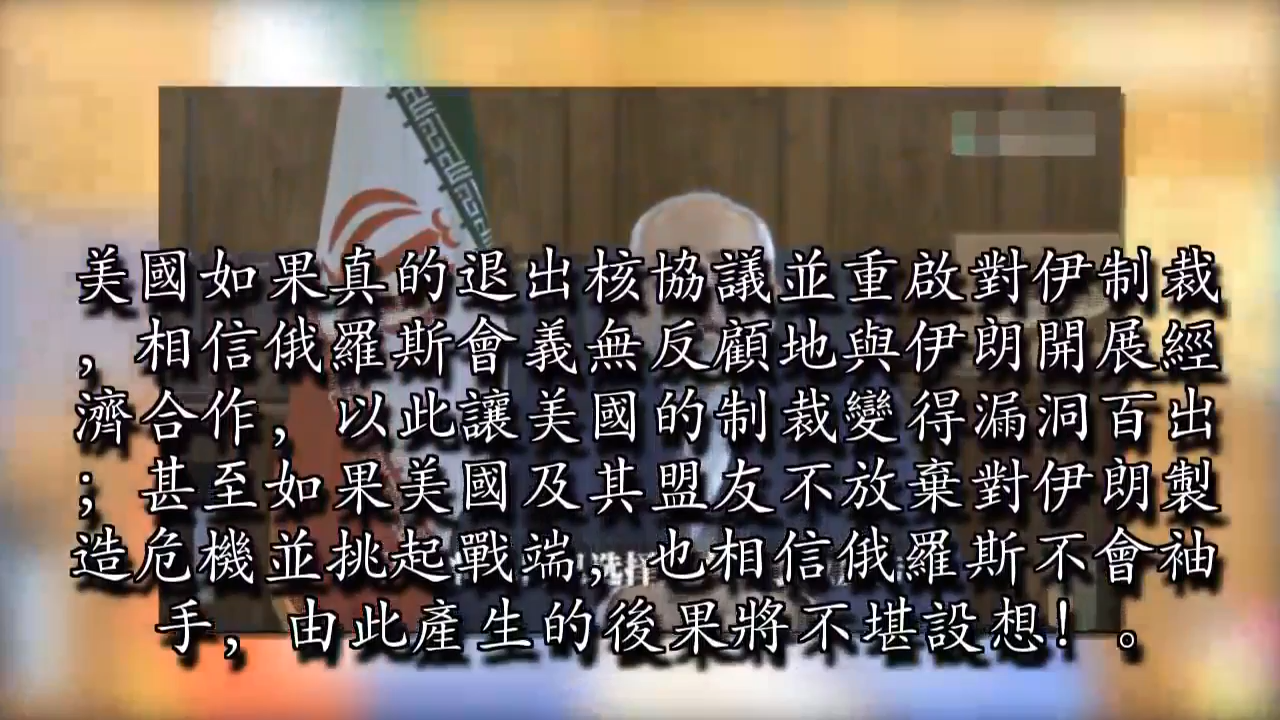 美國如果真的退出核協議並重啟對伊制裁
，相信俄羅斯會義無反顧地與伊朗開展經
濟合作，以此讓美國的制裁變得漏洞百出
；甚至如果美國及其盟友不放棄對伊朗製
造危機並挑起戰端，也相信俄羅斯不會袖
手，由此產生的後果將不堪設想！。
选择